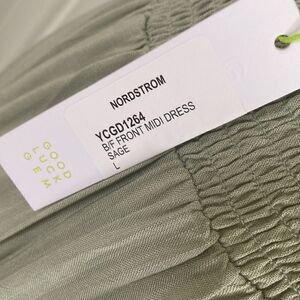 NORDSTROM
YCGD1264
B/F FRONT MIDI DRESS
SAGE
L
GOOD
LUCK
GEM